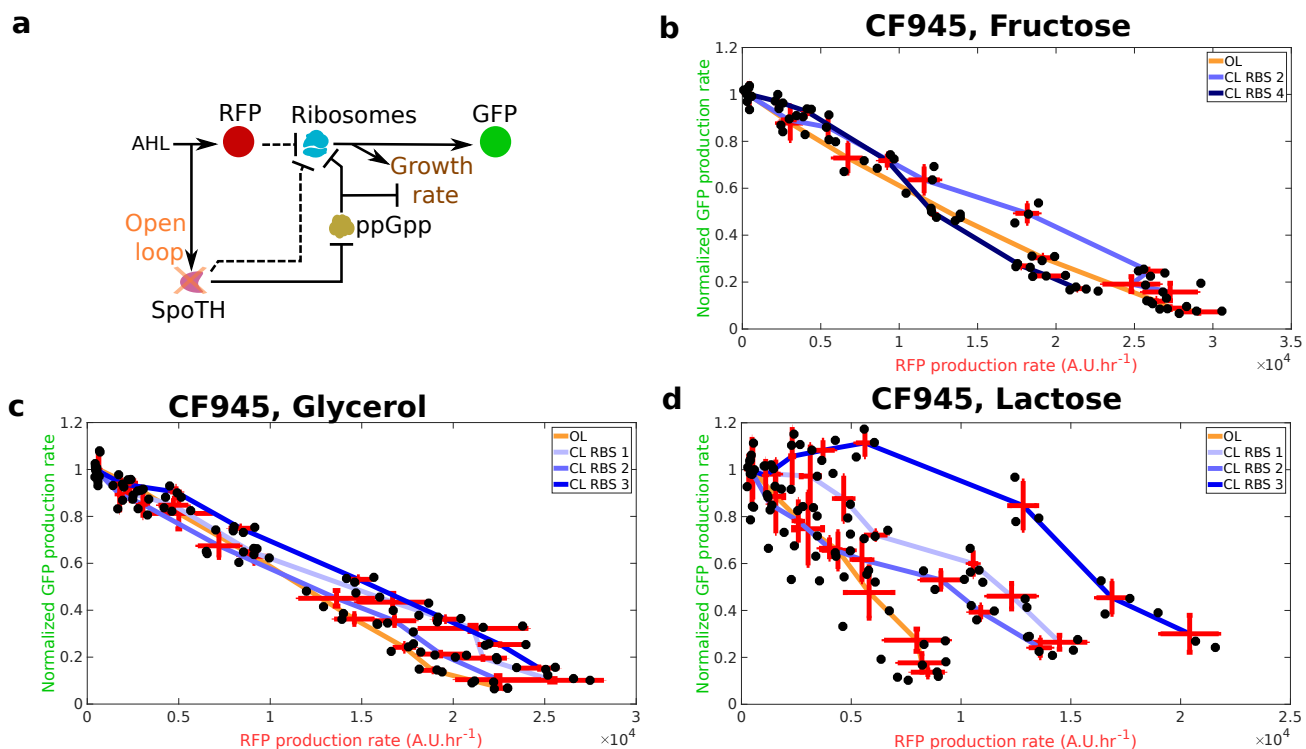 a
AHL
RFP
Ribosomes
GFP
Growth
rate
Open
loop
ppGpp
SpoTH
b
CF945, Fructose
Normalized GFP production rate
1.2
1
0.8
0.6
0.4
0.2
0
OL
CL RBS 2
CL RBS 4
0 0.5 1 1.5 2 2.5 3 3.5
RFP production rate (A.U.hr⁻¹)
×10⁴
c
CF945, Glycerol
Normalized GFP production rate
1.2
1
0.8
0.6
0.4
0.2
0
OL
CL RBS 1
CL RBS 2
CL RBS 3
0 0.5 1 1.5 2 2.5 3
RFP production rate (A.U.hr⁻¹)
×10⁴
d
CF945, Lactose
Normalized GFP production rate
1.2
1
0.8
0.6
0.4
0.2
0
OL
CL RBS 1
CL RBS 2
CL RBS 3
0 0.5 1 1.5 2 2.5
RFP production rate (A.U.hr⁻¹)
×10⁴